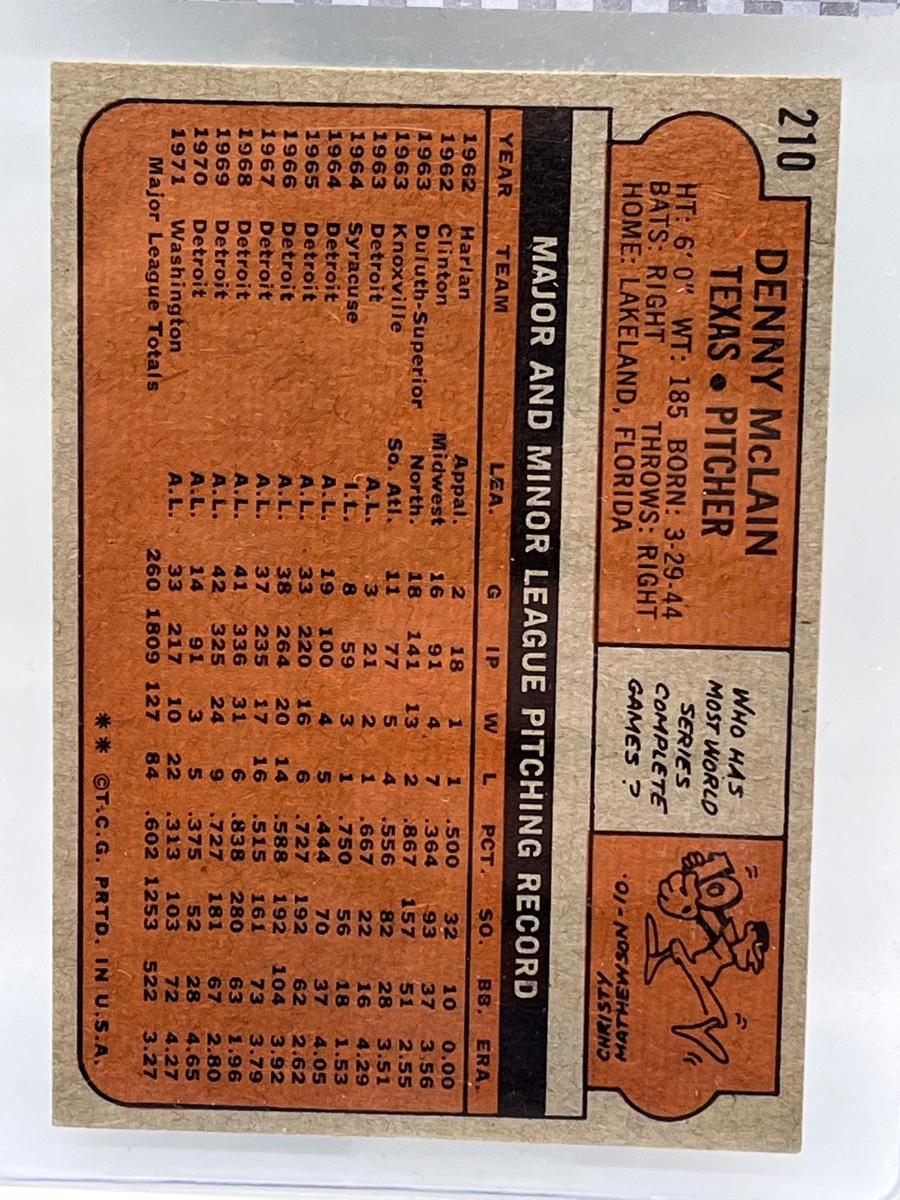 210
DENNY McLAIN
TEXAS • PITCHER
HT: 6' 0" WT: 185 BORN: 3-29-44
BATS: RIGHT THROWS: RIGHT
HOME: LAKELAND, FLORIDA
WHO HAS
MOST WORLD
SERIES
COMPLETE
GAMES?
10
CHRISTY
MATHEWSON-10.
MAJOR AND MINOR LEAGUE PITCHING RECORD
YEAR TEAM LEA. G IP W L PCT. SO. BB. ERA.
1962 Harlan Appal. 2 18 1 1 .500 32 10 0.00
1962 Clinton Midwest 16 91 4 7 .364 93 37 3.56
1963 Duluth-Superior North. 18 141 13 2 .867 157 51 2.55
1963 Knoxville So. Atl. 11 77 5 4 .556 82 28 3.51
1963 Detroit A.L. 3 21 2 1 .667 22 16 4.29
1964 Syracuse I.L. 8 59 3 1 .750 56 18 1.53
1964 Detroit A.L. 19 100 4 5 .444 70 37 4.05
1965 Detroit A.L. 33 220 16 6 .727 192 62 2.62
1966 Detroit A.L. 38 264 20 14 .588 192 104 3.92
1967 Detroit A.L. 37 235 17 16 .515 161 73 3.79
1968 Detroit A.L. 41 336 31 6 .838 280 63 1.96
1969 Detroit A.L. 42 325 24 9 .727 181 67 2.80
1970 Detroit A.L. 14 91 3 5 .375 52 28 4.65
1971 Washington A.L. 33 217 10 22 .313 103 72 4.27
Major League Totals 260 1809 127 84 .602 1253 522 3.27
** ©T.C.G. PRTD. IN U.S.A.